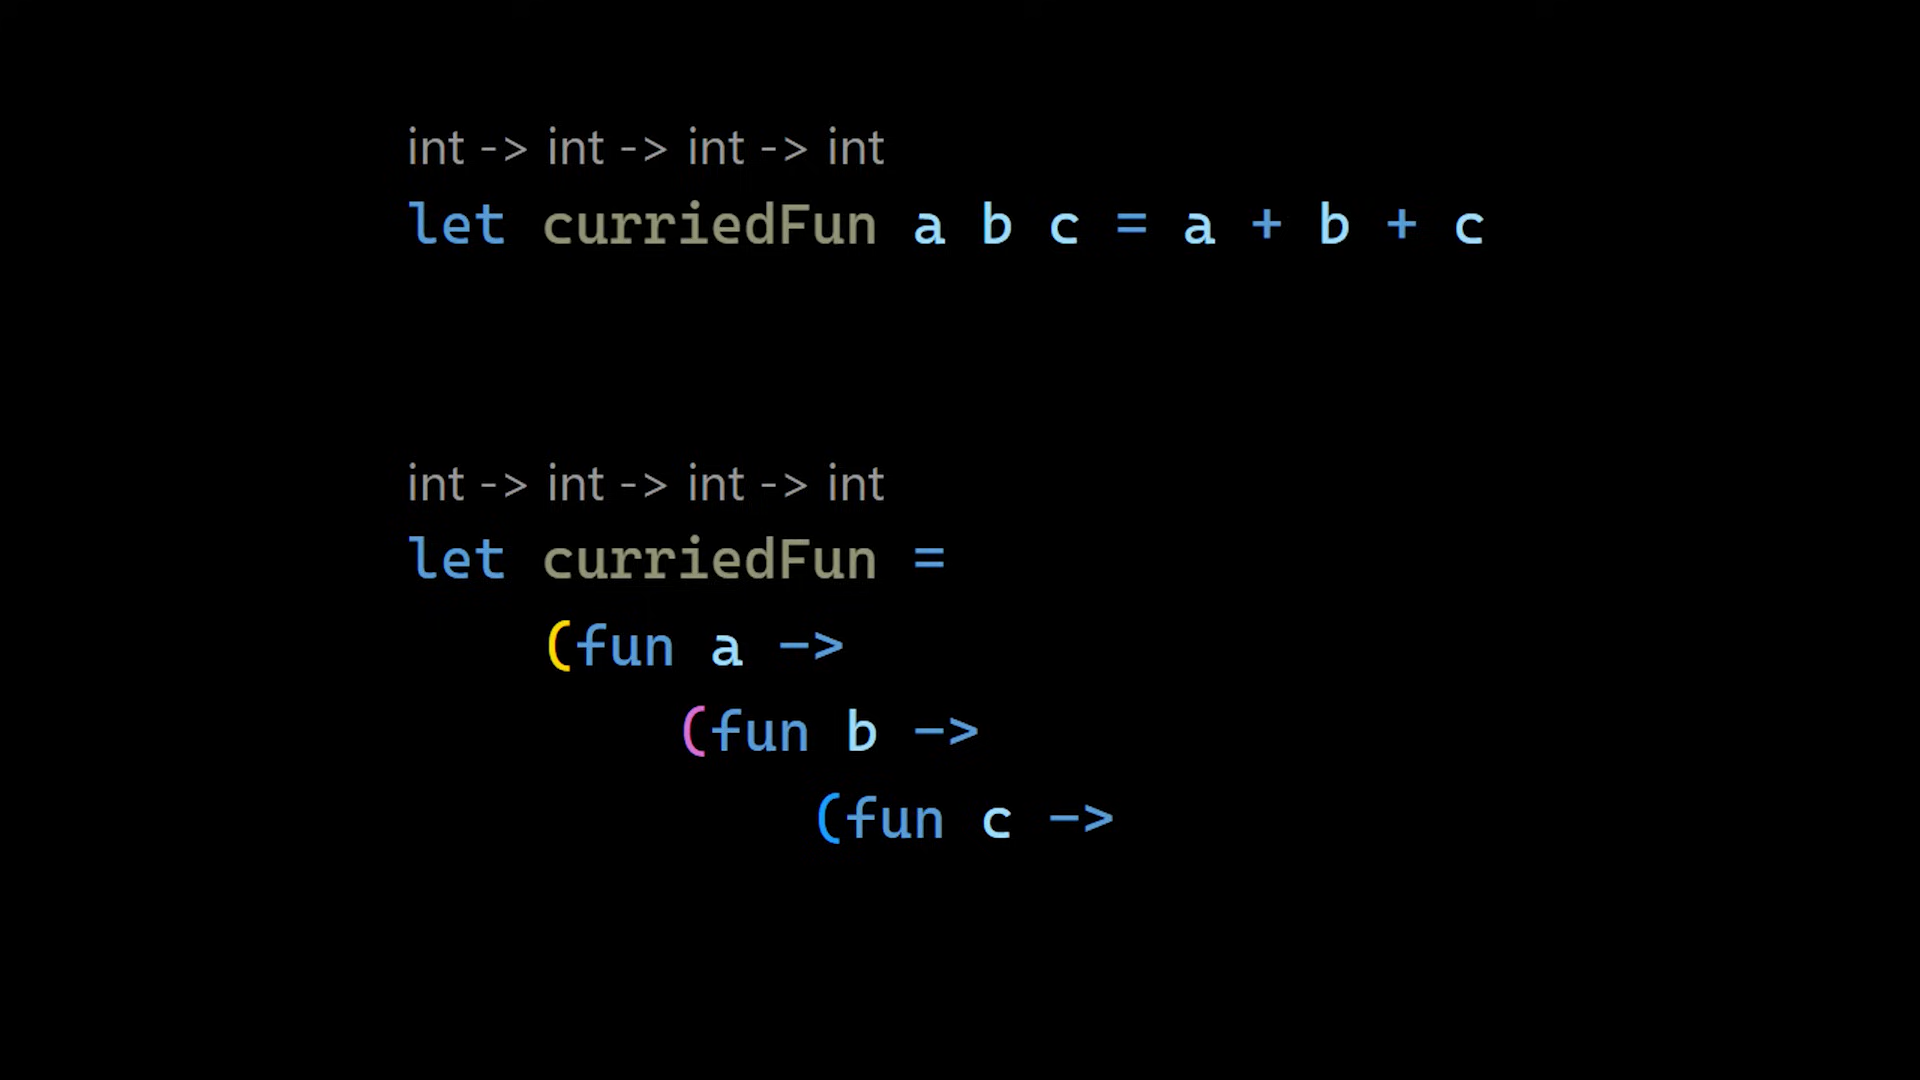 int -> int -> int -> int
let curriedFun a b c = a + b + c
int -> int -> int -> int
let curriedFun =
(fun a ->
(fun b ->
(fun c ->